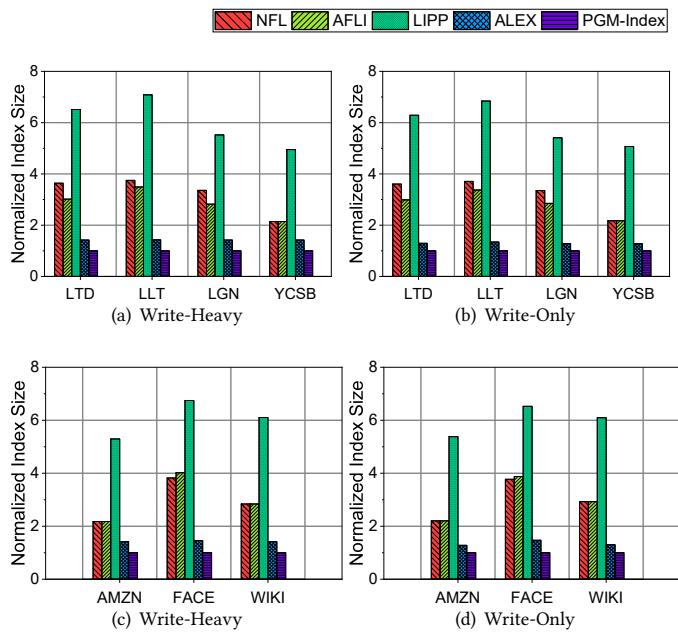 NFL AFLI LIPP ALEX PGM-Index
Normalized Index Size
8
6
4
2
0
LTD LLT LGN YCSB
(a) Write-Heavy
Normalized Index Size
8
6
4
2
0
LTD LLT LGN YCSB
(b) Write-Only
Normalized Index Size
8
6
4
2
0
AMZN FACE WIKI
(c) Write-Heavy
Normalized Index Size
8
6
4
2
0
AMZN FACE WIKI
(d) Write-Only